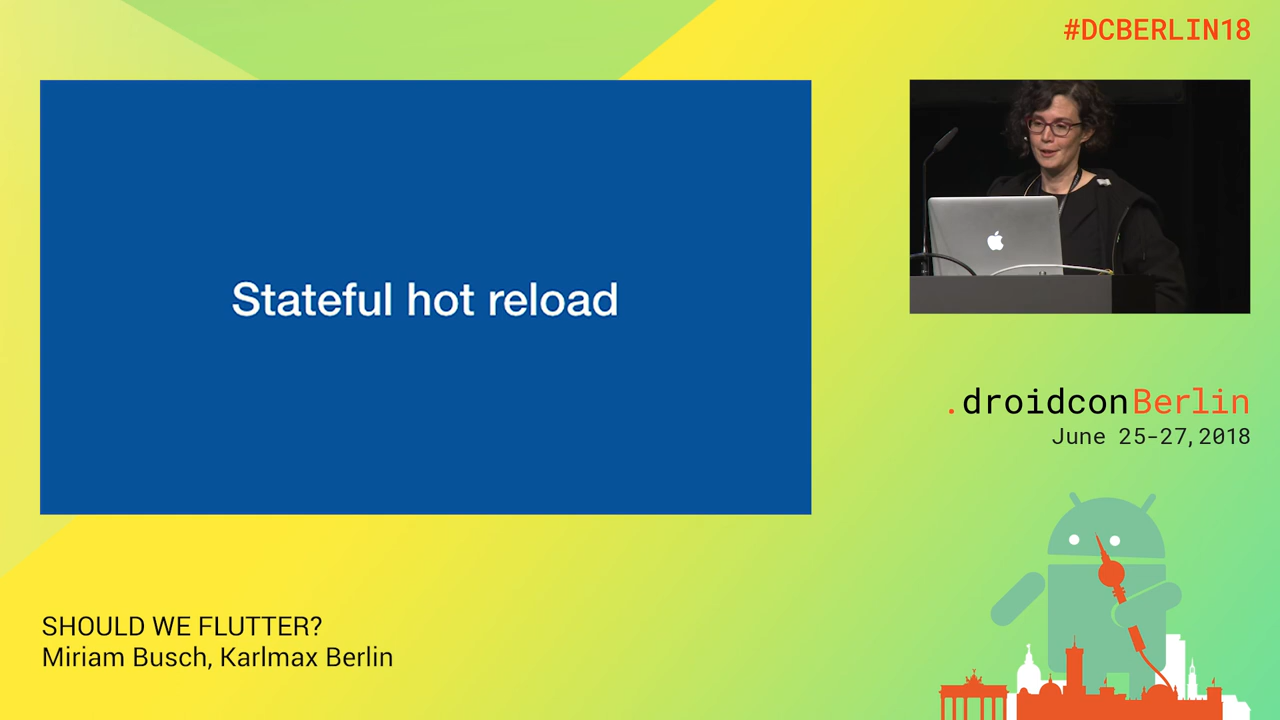 #DCBERLIN18
Stateful hot reload
.droidconBerlin
June 25-27,2018
SHOULD WE FLUTTER?
Miriam Busch, Karlmax Berlin